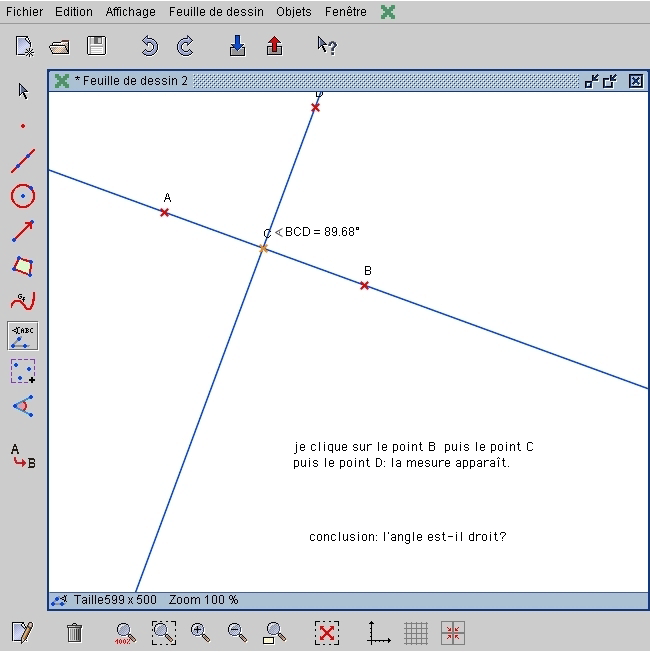 Fichier Edition Affichage Feuille de dessin Objets Fenêtre
* Feuille de dessin 2
D
A
C ∢BCD = 89.68°
B
∢ABC
je clique sur le point B puis le point C
puis le point D: la mesure apparaît.
A
B
conclusion: l'angle est-il droit?
Taille599 x 500 Zoom 100 %
100%